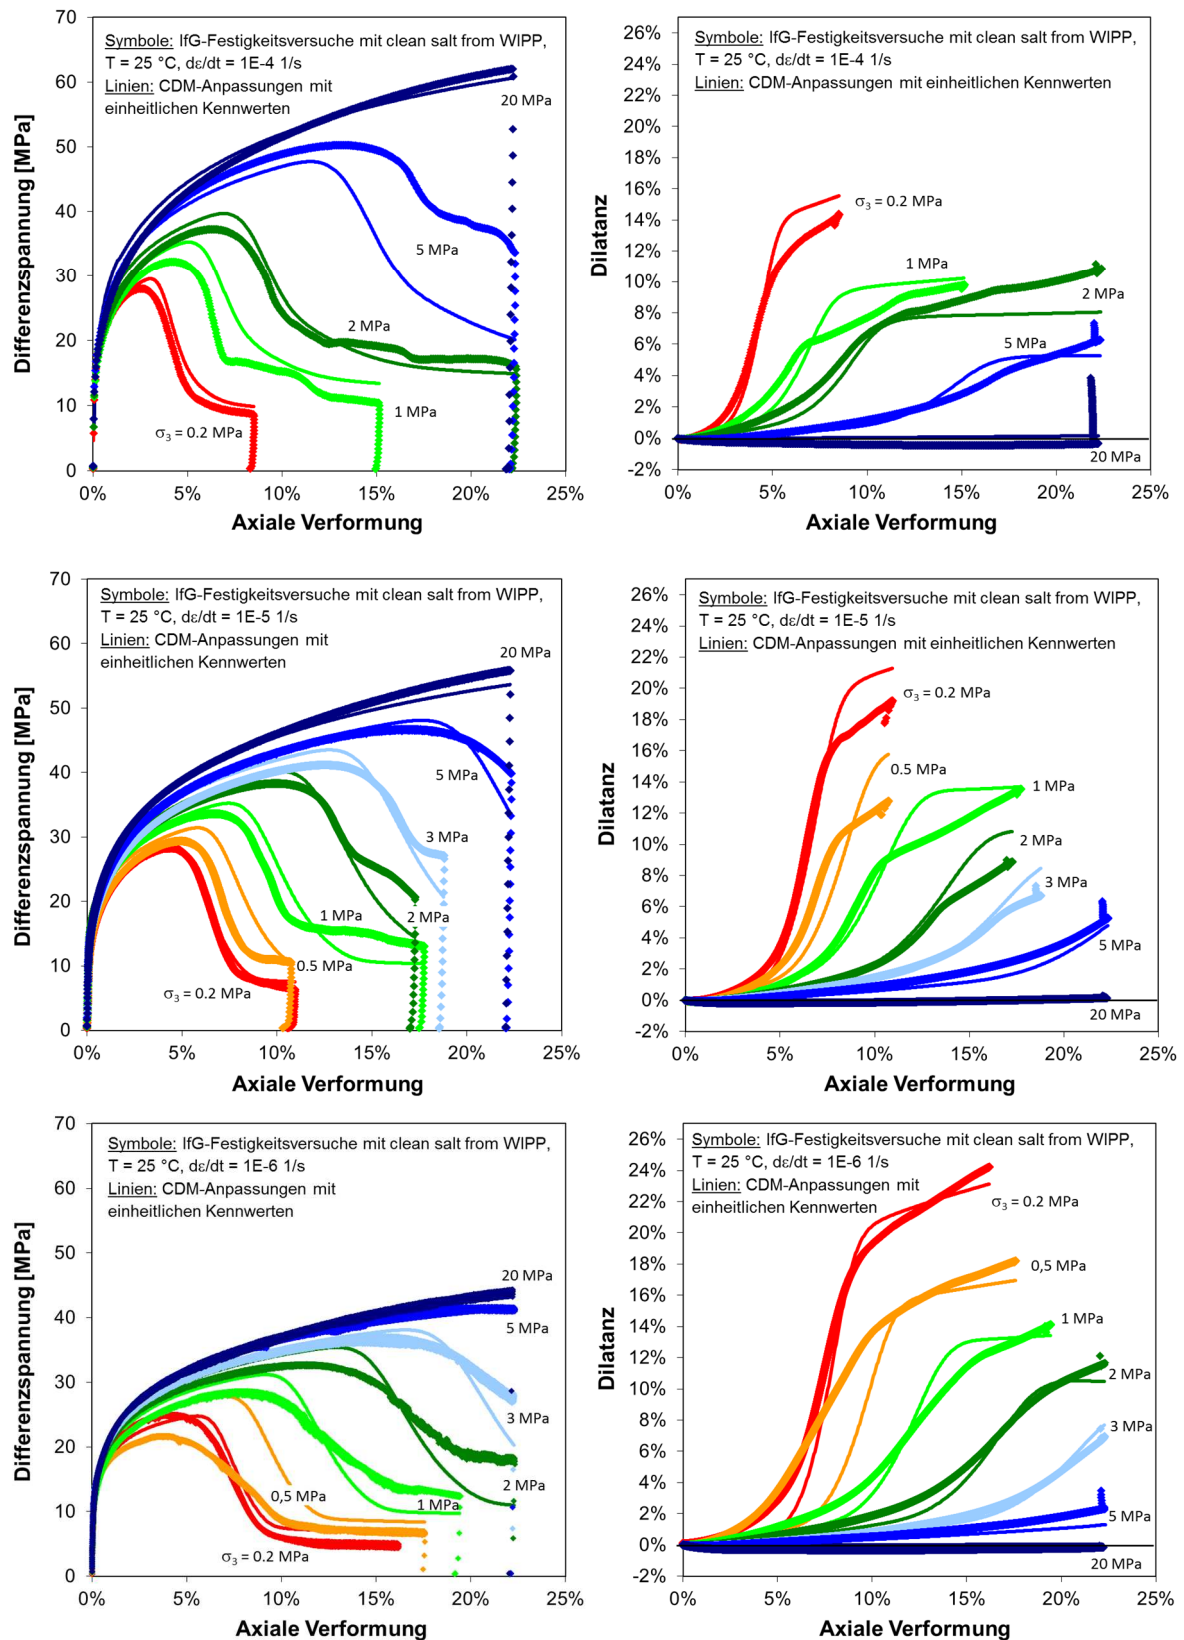 70
60
50
40
30
20
10
0
Differenzspannung [MPa]
Symbole: IfG-Festigkeitsversuche mit clean salt from WIPP,
T = 25 °C, dε/dt = 1E-4 1/s
Linien: CDM-Anpassungen mit
einheitlichen Kennwerten
20 MPa
5 MPa
2 MPa
1 MPa
σ3 = 0.2 MPa
0% 5% 10% 15% 20% 25%
Axiale Verformung
26%
24%
22%
20%
18%
16%
14%
12%
10%
8%
6%
4%
2%
0%
-2%
Dilatanz
Symbole: IfG-Festigkeitsversuche mit clean salt from WIPP,
T = 25 °C, dε/dt = 1E-4 1/s
Linien: CDM-Anpassungen mit einheitlichen Kennwerten
σ3 = 0.2 MPa
1 MPa
2 MPa
5 MPa
20 MPa
0% 5% 10% 15% 20% 25%
Axiale Verformung
70
60
50
40
30
20
10
0
Differenzspannung [MPa]
Symbole: IfG-Festigkeitsversuche mit clean salt from WIPP,
T = 25 °C, dε/dt = 1E-5 1/s
Linien: CDM-Anpassungen mit
einheitlichen Kennwerten
20 MPa
5 MPa
3 MPa
2 MPa
1 MPa
0.5 MPa
σ3 = 0.2 MPa
0% 5% 10% 15% 20% 25%
Axiale Verformung
26%
24%
22%
20%
18%
16%
14%
12%
10%
8%
6%
4%
2%
0%
-2%
Dilatanz
Symbole: IfG-Festigkeitsversuche mit clean salt from WIPP,
T = 25 °C, dε/dt = 1E-5 1/s
Linien: CDM-Anpassungen mit einheitlichen Kennwerten
σ3 = 0.2 MPa
0.5 MPa
1 MPa
2 MPa
3 MPa
5 MPa
20 MPa
0% 5% 10% 15% 20% 25%
Axiale Verformung
70
60
50
40
30
20
10
0
Differenzspannung [MPa]
Symbole: IfG-Festigkeitsversuche mit clean salt from WIPP,
T = 25 °C, dε/dt = 1E-6 1/s
Linien: CDM-Anpassungen mit
einheitlichen Kennwerten
20 MPa
5 MPa
3 MPa
2 MPa
1 MPa
0,5 MPa
σ3 = 0.2 MPa
0% 5% 10% 15% 20% 25%
Axiale Verformung
26%
24%
22%
20%
18%
16%
14%
12%
10%
8%
6%
4%
2%
0%
-2%
Dilatanz
Symbole: IfG-Festigkeitsversuche mit clean salt from WIPP,
T = 25 °C, dε/dt = 1E-6 1/s
Linien: CDM-Anpassungen mit
einheitlichen Kennwerten
σ3 = 0.2 MPa
0,5 MPa
1 MPa
2 MPa
3 MPa
5 MPa
20 MPa
0% 5% 10% 15% 20% 25%
Axiale Verformung